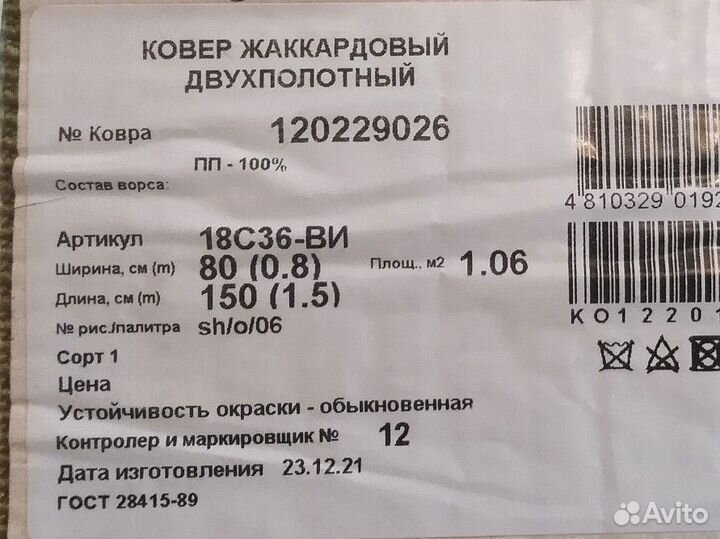 КОВЕР ЖАККАРДОВЫЙ
ДВУХПОЛОТНЫЙ
№ Ковра 120229026
ПП - 100%
Состав ворса:
4 810329 0192
Артикул 18С36-ВИ
Ширина, см (m) 80 (0.8) Площ., м2 1.06
Длина, см (m) 150 (1.5)
№ рис./палитра sh/o/06
KO12201
Сорт 1
Цена
Устойчивость окраски - обыкновенная
Контролер и маркировщик № 12
Дата изготовления 23.12.21
ГОСТ 28415-89
Avito